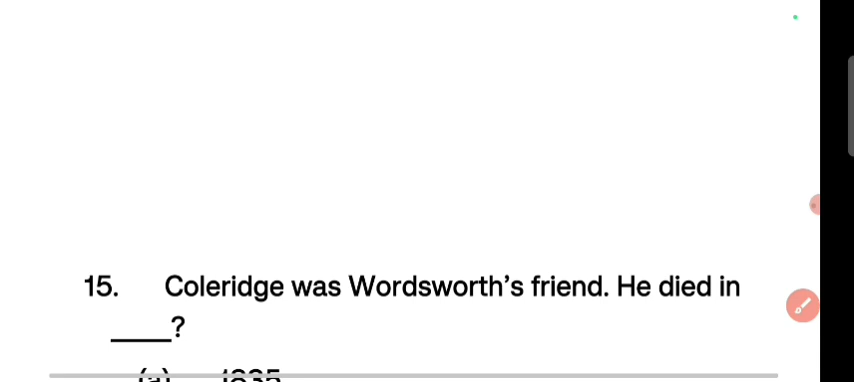 15. Coleridge was Wordsworth’s friend. He died in
____?